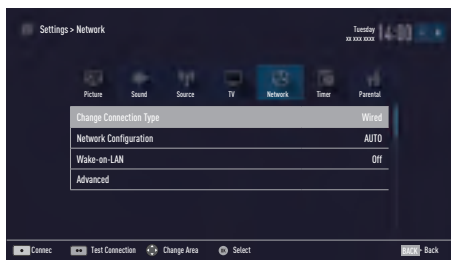 Settings > Network
Tuesday
xx xxx xxxx
14:00
Picture Sound Source TV Network Timer Parental
Change Connection Type Wired
Network Configuration AUTO
Wake-on-LAN Off
Advanced
Connec Test Connection Change Area OK Select BACK Back